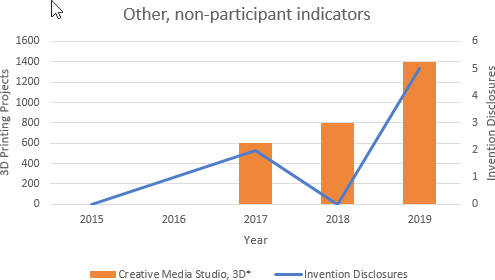 Other, non-participant indicators
3D Printing Projects
1600
1400
1200
1000
800
600
400
200
0
6
5
4
3
2
1
0
Invention Disclosures
2015 2016 2017 2018 2019
Year
Creative Media Studio, 3D* Invention Disclosures